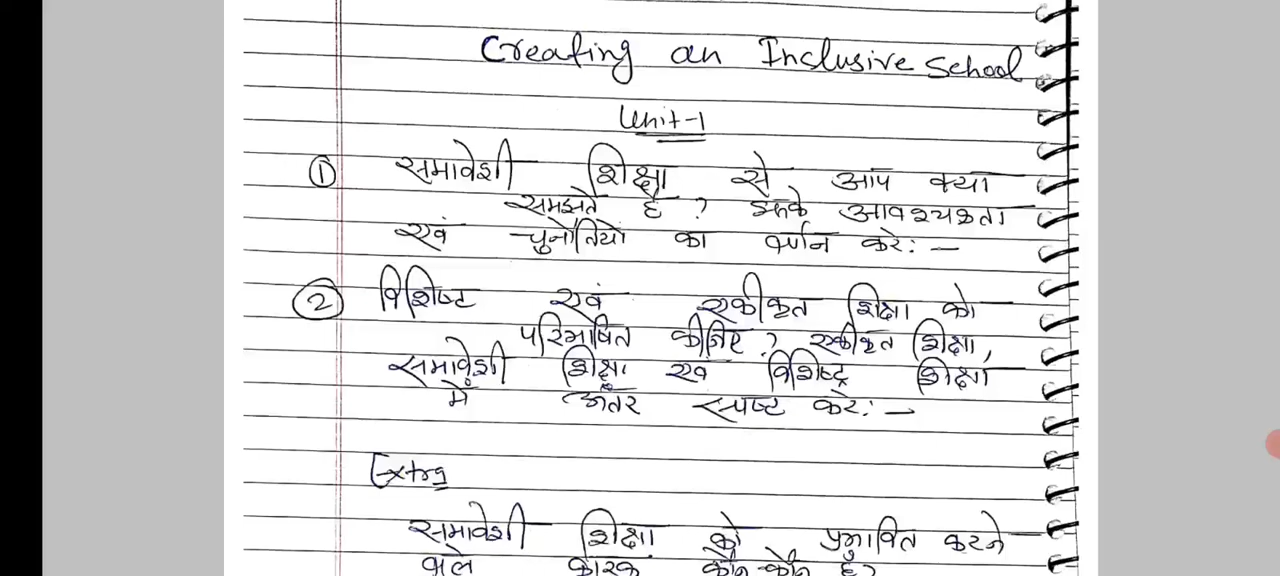 Creating an Inclusive School
Unit-1
① समावेशी शिक्षा से आप क्या
समझते है ? इसके आवश्यकता
एवं चुनौतियो का वर्णन करे: –
② विशिष्ट एवं एकीकृत शिक्षा को
परिभाषित कीजिए ? एकीकृत शिक्षा,
समावेशी शिक्षा एवं विशिष्ट शिक्षा
में अंतर स्पष्ट करे: –
Extra
समावेशी शिक्षा को प्रभावित करने
वाले कारक कौन-कौन है?